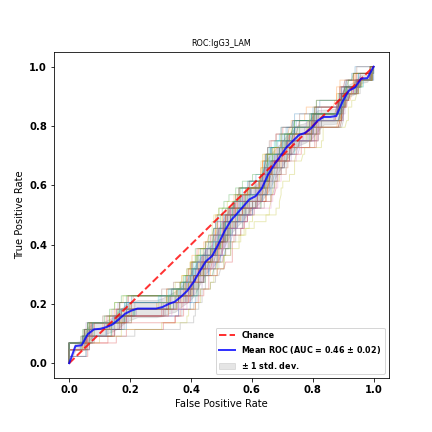 ROC:IgG3_LAM
1.0
0.8
0.6
0.4
0.2
0.0
True Positive Rate
Chance
Mean ROC (AUC = 0.46 ± 0.02)
± 1 std. dev.
0.0 0.2 0.4 0.6 0.8 1.0
False Positive Rate